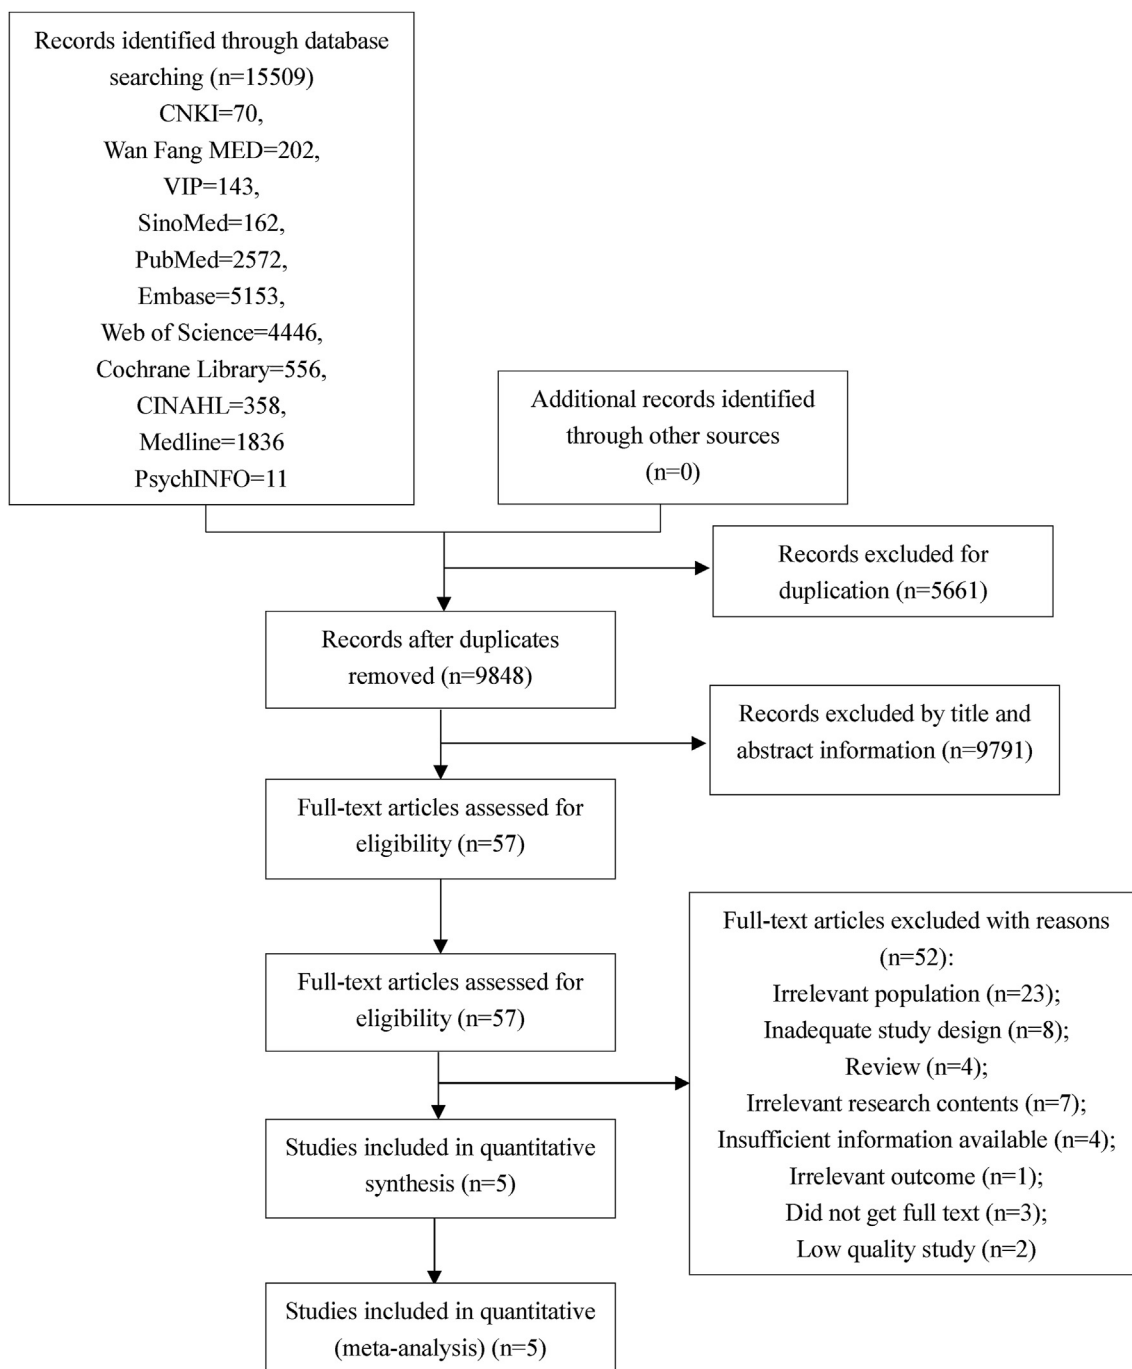 Records identified through database
searching (n=15509)
CNKI=70,
Wan Fang MED=202,
VIP=143,
SinoMed=162,
PubMed=2572,
Embase=5153,
Web of Science=4446,
Cochrane Library=556,
CINAHL=358,
Medline=1836
PsychINFO=11
Additional records identified
through other sources
(n=0)
Records excluded for
duplication (n=5661)
Records after duplicates
removed (n=9848)
Records excluded by title and
abstract information (n=9791)
Full-text articles assessed for
eligibility (n=57)
Full-text articles assessed for
eligibility (n=57)
Full-text articles excluded with reasons
(n=52):
Irrelevant population (n=23);
Inadequate study design (n=8);
Review (n=4);
Irrelevant research contents (n=7);
Insufficient information available (n=4);
Irrelevant outcome (n=1);
Did not get full text (n=3);
Low quality study (n=2)
Studies included in quantitative
synthesis (n=5)
Studies included in quantitative
(meta-analysis) (n=5)